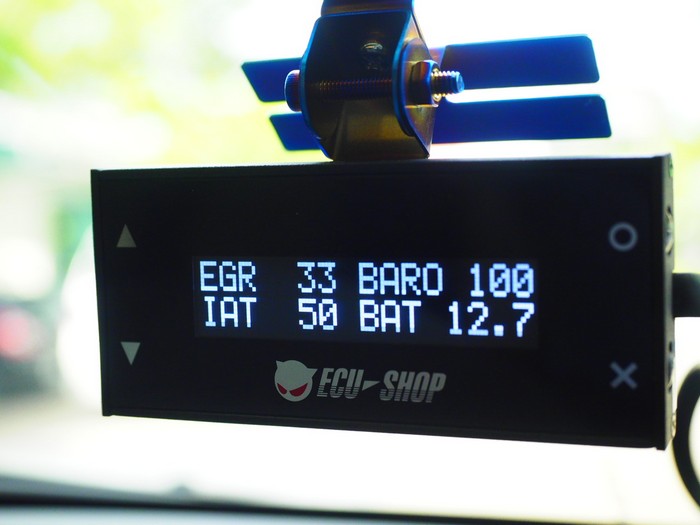 EGR 33 BARO 100
IAT 50 BAT 12.7
ECU-SHOP